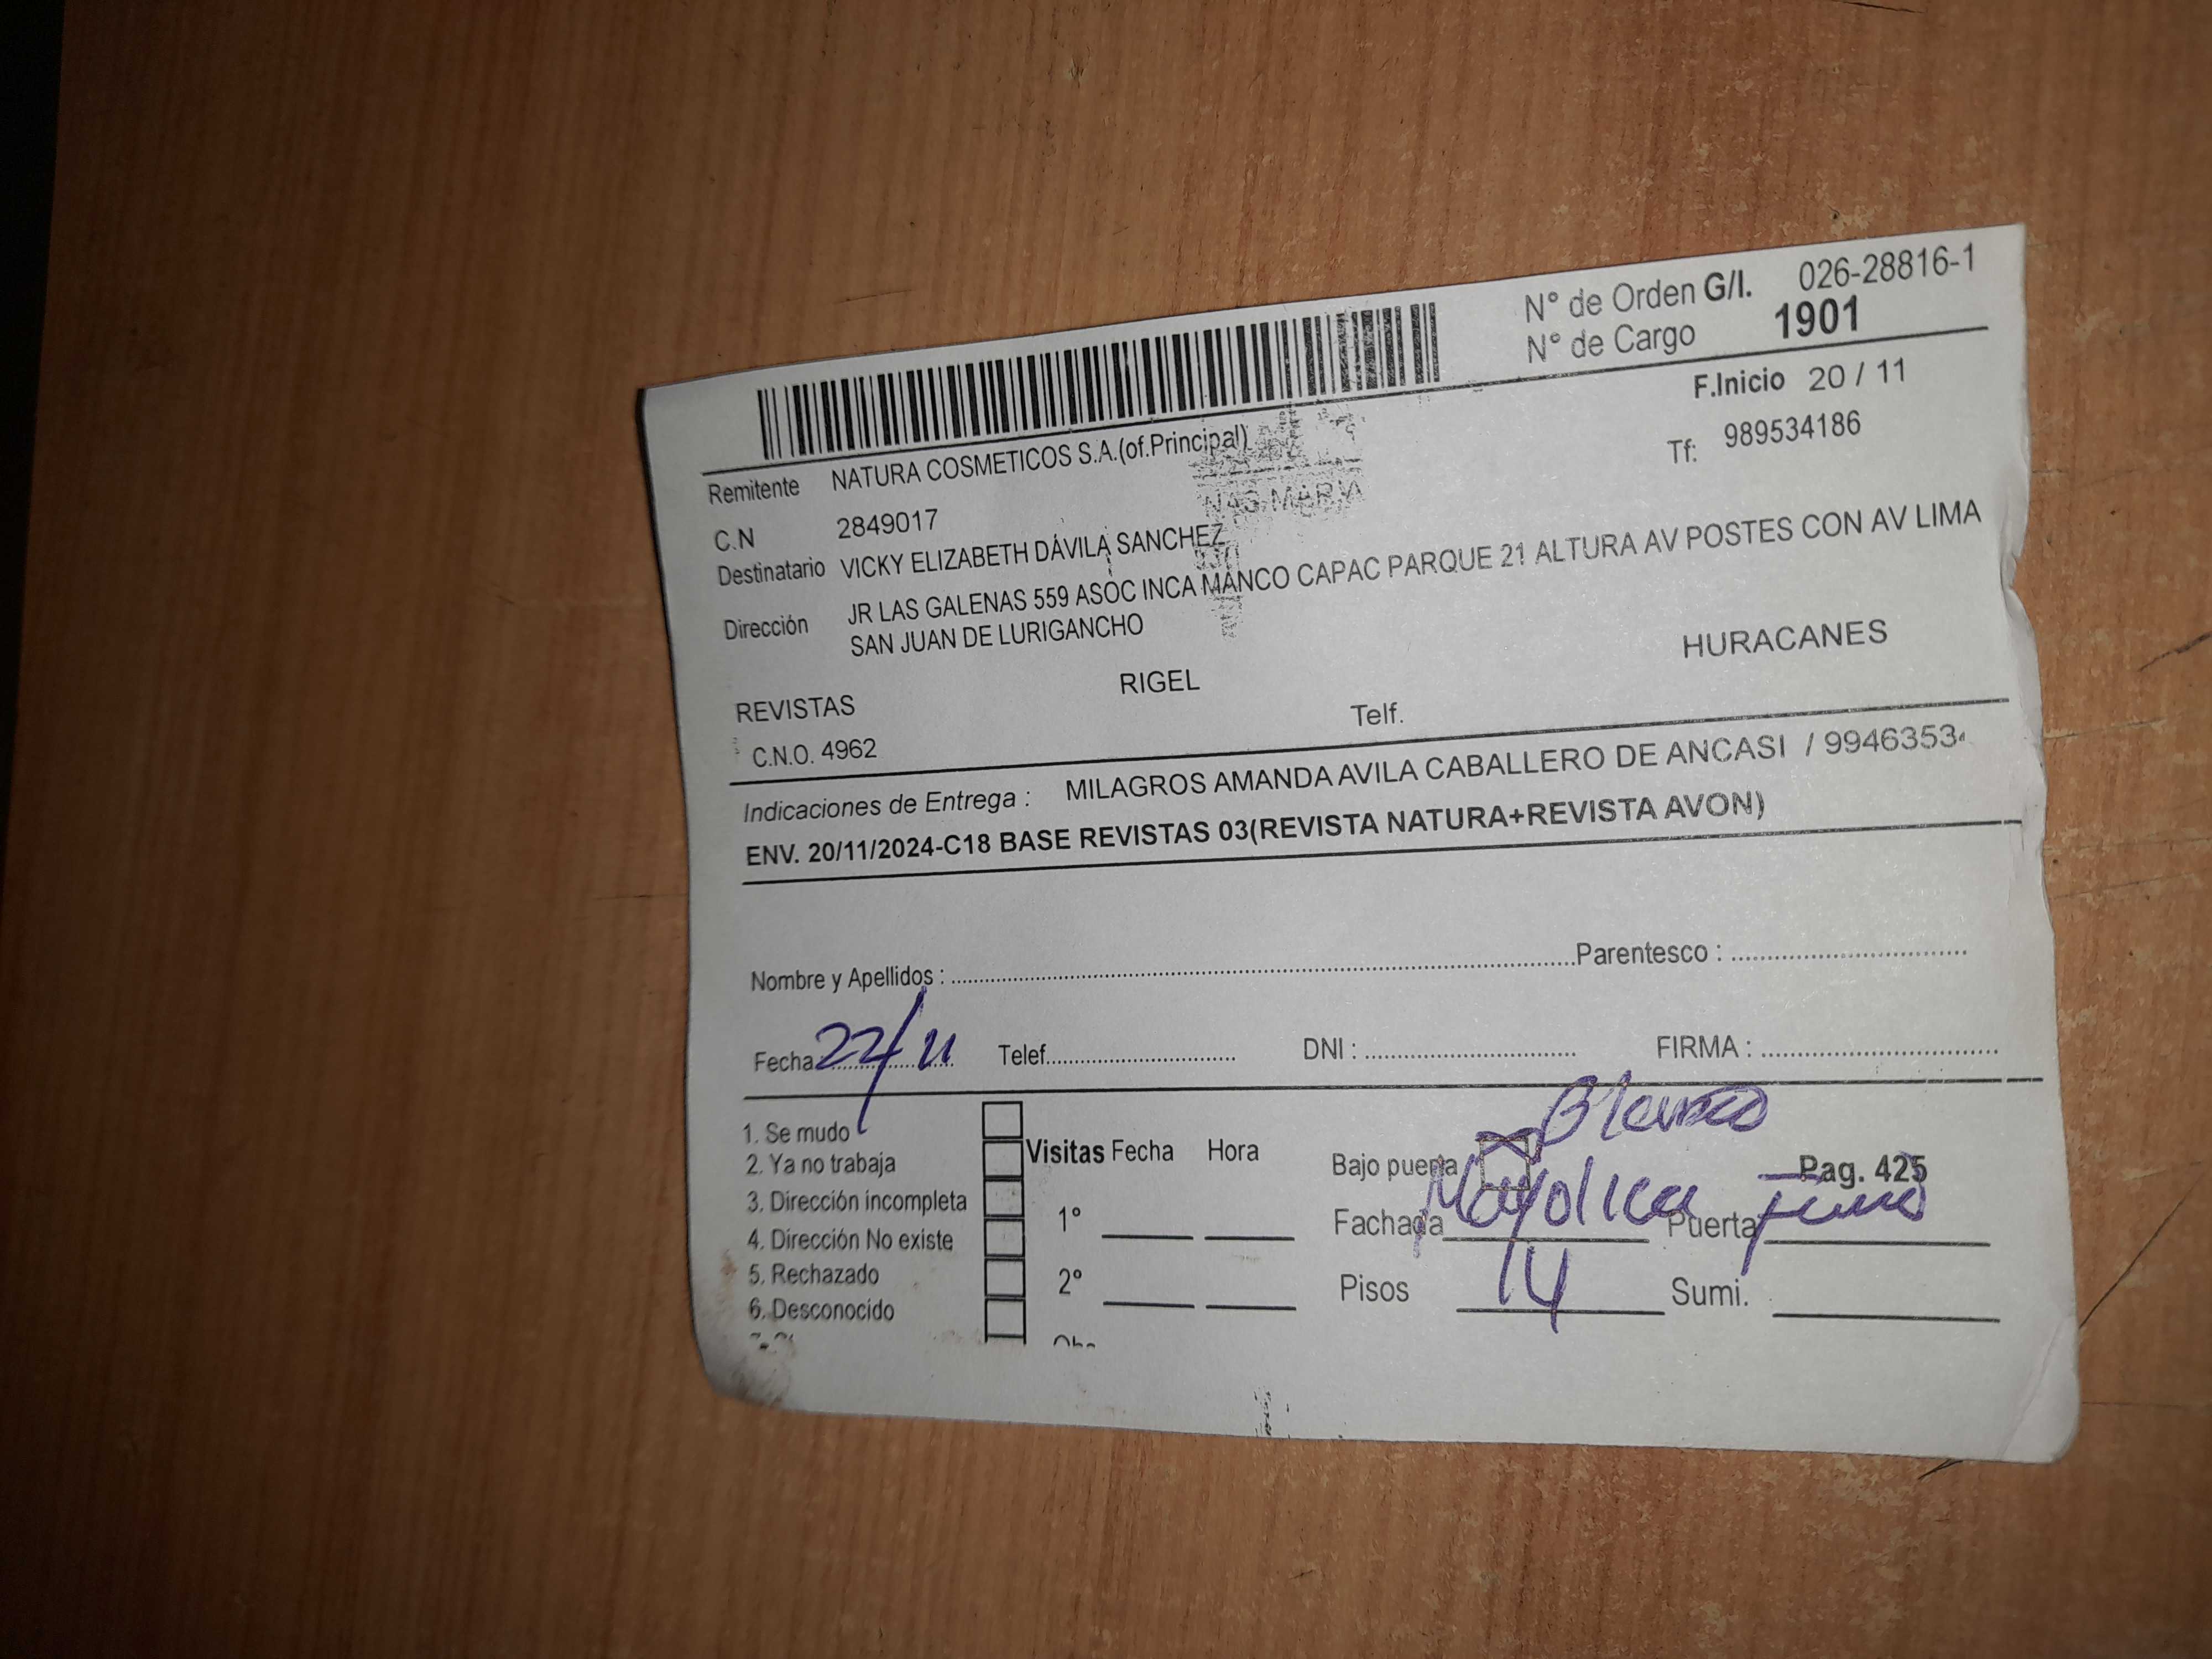 N° de Orden G/I. 026-28816-1
N° de Cargo 1901
F.Inicio 20 / 11
Remitente NATURA COSMETICOS S.A.(of.Principal)
Tf: 989534186
C.N 2849017
Destinatario VICKY ELIZABETH DÁVILA SANCHEZ
Dirección JR LAS GALENAS 559 ASOC INCA MANCO CAPAC PARQUE 21 ALTURA AV POSTES CON AV LIMA
SAN JUAN DE LURIGANCHO
REVISTAS RIGEL HURACANES
C.N.O. 4962 Telf.
Indicaciones de Entrega : MILAGROS AMANDA AVILA CABALLERO DE ANCASI / 9946353
ENV. 20/11/2024-C18 BASE REVISTAS 03(REVISTA NATURA+REVISTA AVON)
Nombre y Apellidos : Parentesco :
Fecha 22/11 Telef. DNI : FIRMA :
1. Se mudo
2. Ya no trabaja
3. Dirección incompleta
4. Dirección No existe
5. Rechazado
6. Desconocido
Visitas Fecha Hora
1°
2°
Blanco
Bajo puerta Pag. 425
Fachada Mayolica Puerta
Pisos 4 Sumi.